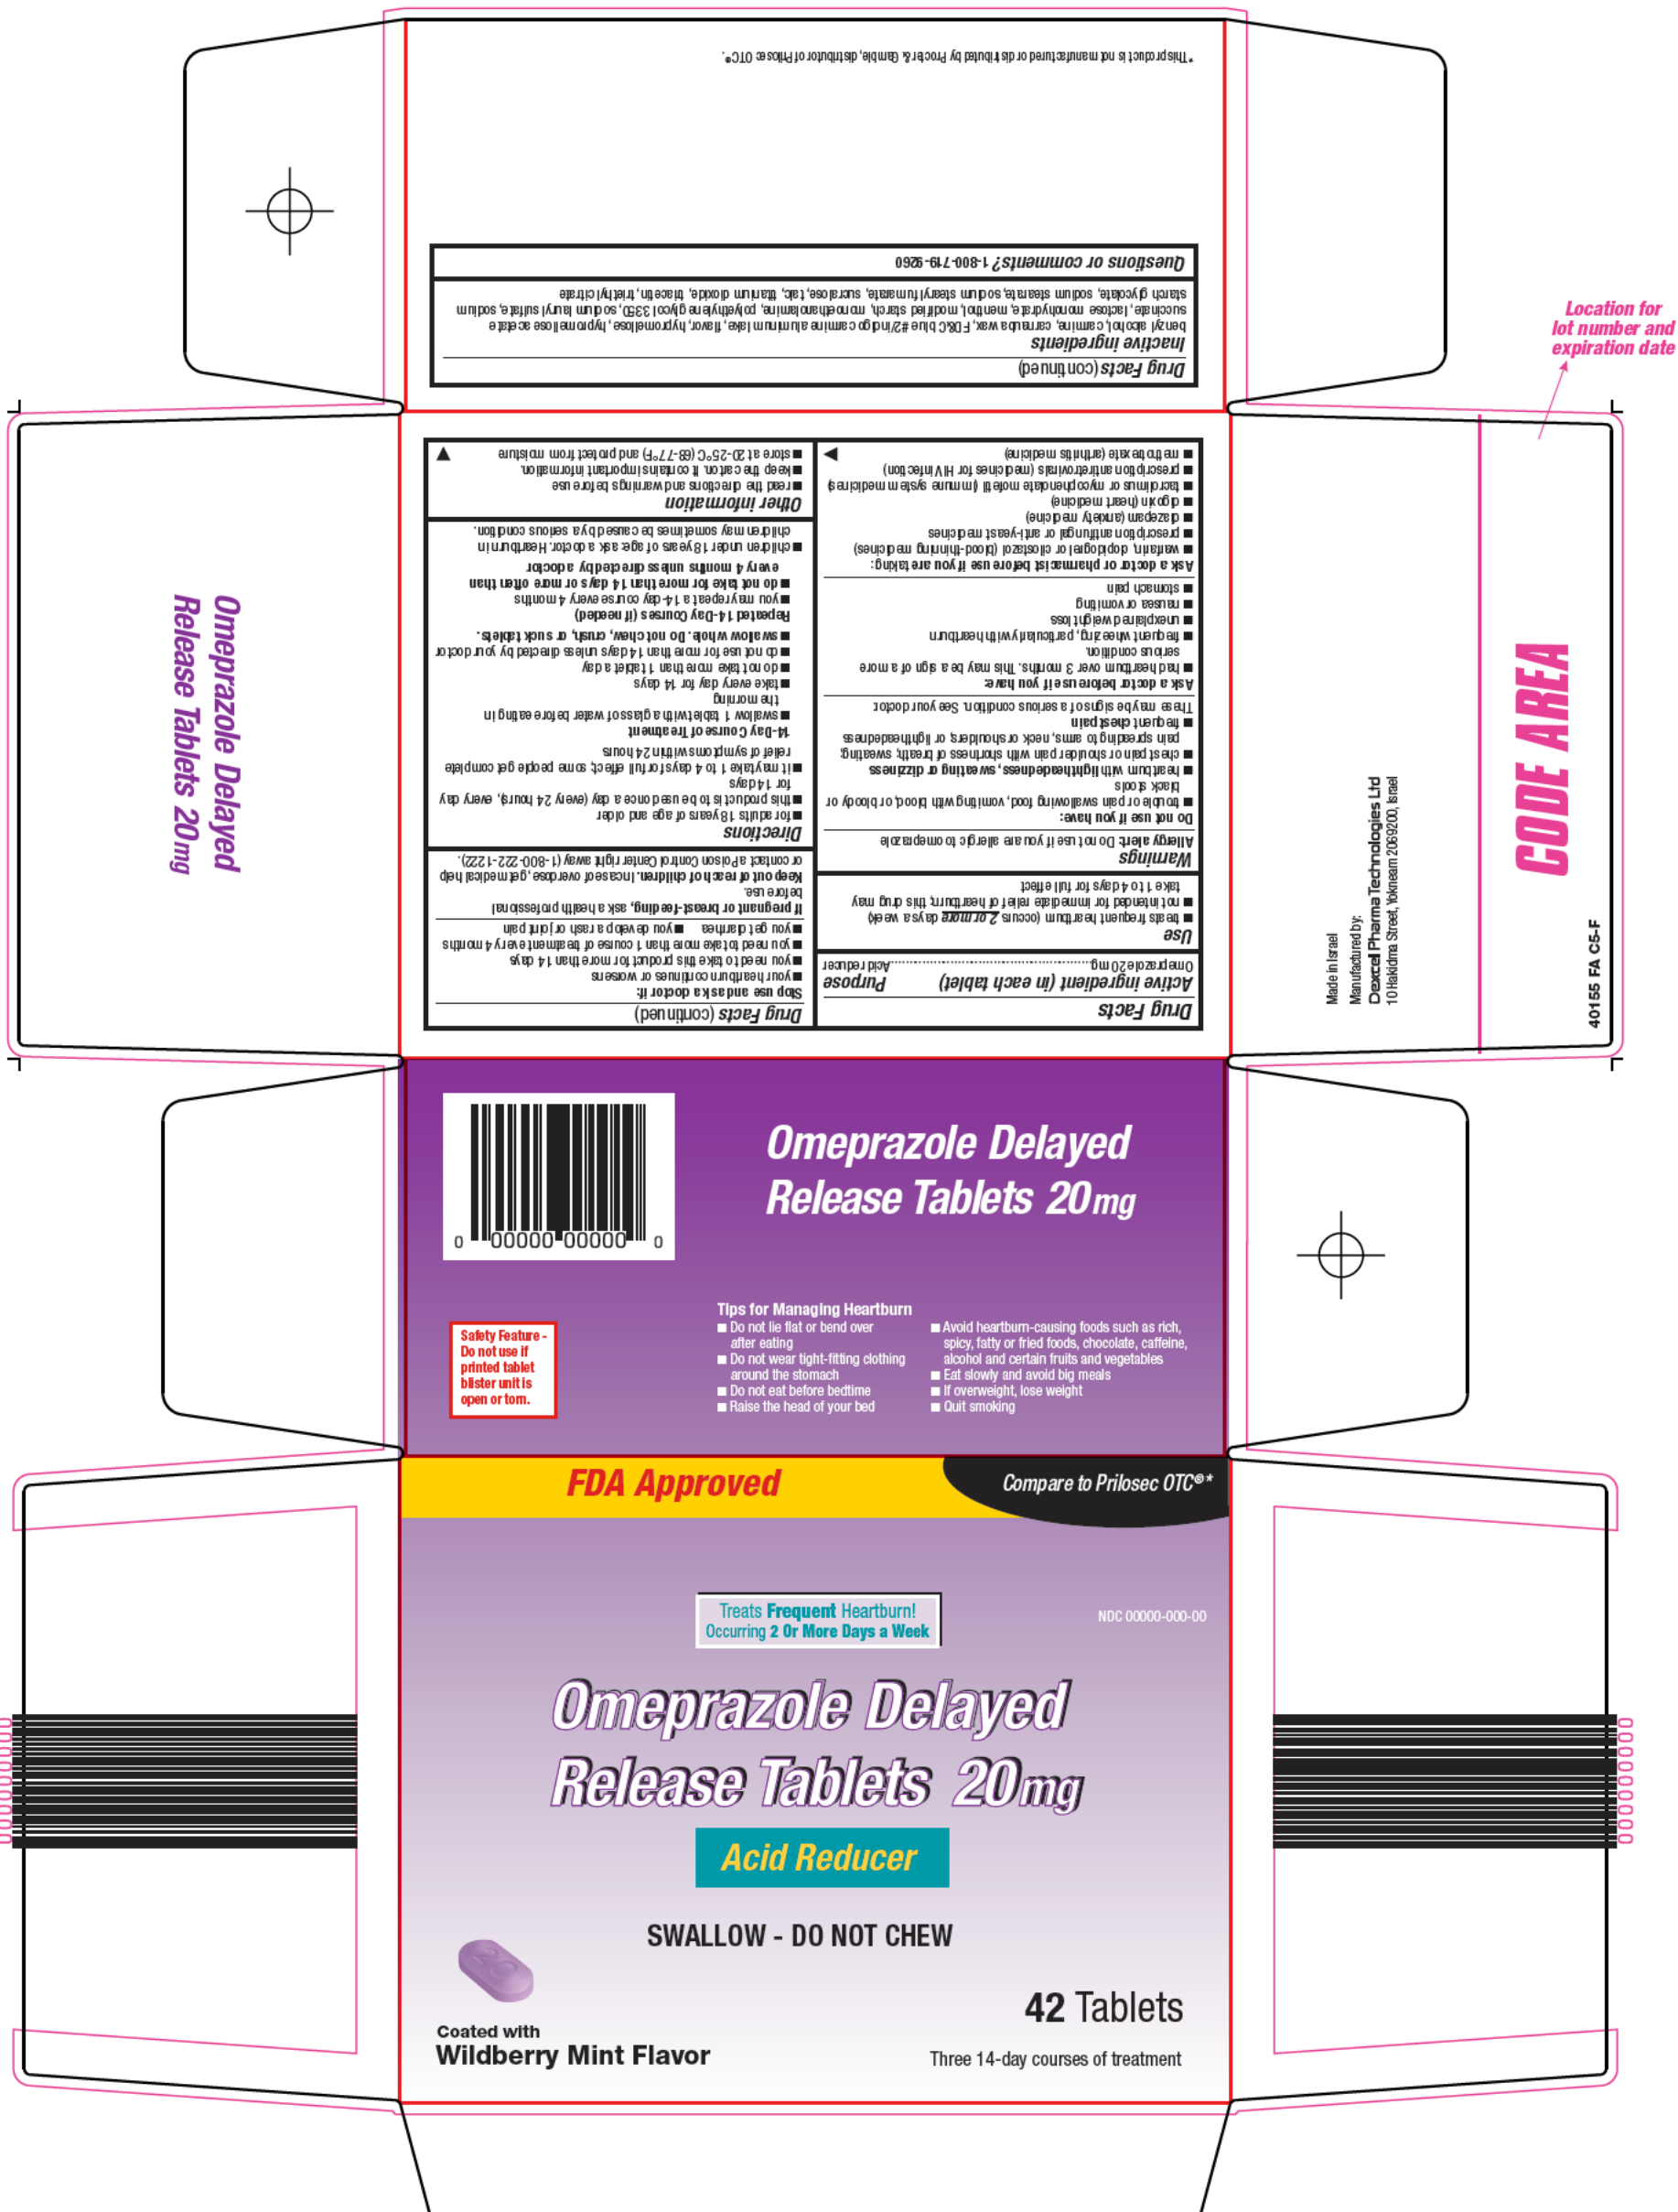 *This product is not manufactured or distributed by Procter & Gamble, distributor of Prilosec OTC®.
Drug Facts (continued)
Inactive ingredients
benzyl alcohol, carmine, carnauba wax, FD&C blue #2/indigo carmine aluminum lake, flavor, hypromellose, hypromellose acetate
succinate, lactose monohydrate, menthol, modified starch, monoethanolamine, polyethylene glycol 3350, sodium lauryl sulfate, sodium
starch glycolate, sodium stearate, sodium stearyl fumarate, sucralose, talc, titanium dioxide, triacetin, triethyl citrate
Questions or comments? 1-800-719-9260
Location for
lot number and
expiration date
CODE AREA
40155 FA C5-F
Made in Israel
Manufactured by:
Dexcel Pharma Technologies Ltd
10 Hakidma Street, Yokneam 2069200, Israel
Omeprazole Delayed
Release Tablets 20 mg
Drug Facts
Active ingredient (in each tablet) Purpose
Omeprazole 20 mg..................................................Acid reducer
Use
■ treats frequent heartburn (occurs 2 or more days a week)
■ not intended for immediate relief of heartburn; this drug may
take 1 to 4 days for full effect
Warnings
Allergy alert: Do not use if you are allergic to omeprazole
Do not use if you have:
■ trouble or pain swallowing food, vomiting with blood, or bloody or
black stools
■ heartburn with lightheadedness, sweating or dizziness
■ chest pain or shoulder pain with shortness of breath; sweating;
pain spreading to arms, neck or shoulders; or lightheadedness
■ frequent chest pain
These may be signs of a serious condition. See your doctor.
Ask a doctor before use if you have:
■ had heartburn over 3 months. This may be a sign of a more
serious condition.
■ frequent wheezing, particularly with heartburn
■ unexplained weight loss
■ nausea or vomiting
■ stomach pain
Ask a doctor or pharmacist before use if you are taking:
■ warfarin, clopidogrel or cilostazol (blood-thinning medicines)
■ prescription antifungal or anti-yeast medicines
■ diazepam (anxiety medicine)
■ digoxin (heart medicine)
■ tacrolimus or mycophenolate mofetil (immune system medicines)
■ prescription antiretrovirals (medicines for HIV infection)
■ methotrexate (arthritis medicine)
Drug Facts (continued)
Stop use and ask a doctor if:
■ your heartburn continues or worsens
■ you need to take this product for more than 14 days
■ you need to take more than 1 course of treatment every 4 months
■ you get diarrhea ■ you develop a rash or joint pain
If pregnant or breast-feeding, ask a health professional
before use.
Keep out of reach of children. In case of overdose, get medical help
or contact a Poison Control Center right away (1-800-222-1222).
Directions
■ for adults 18 years of age and older
■ this product is to be used once a day (every 24 hours), every day
for 14 days
■ it may take 1 to 4 days for full effect; some people get complete
relief of symptoms within 24 hours
14-Day Course of Treatment
■ swallow 1 tablet with a glass of water before eating in
the morning
■ take every day for 14 days
■ do not take more than 1 tablet a day
■ do not use for more than 14 days unless directed by your doctor
■ swallow whole. Do not chew, crush, or suck tablets.
Repeated 14-Day Courses (if needed)
■ you may repeat a 14-day course every 4 months
■ do not take for more than 14 days or more often than
every 4 months unless directed by a doctor
■ children under 18 years of age: ask a doctor. Heartburn in
children may sometimes be caused by a serious condition.
Other information
■ read the directions and warnings before use
■ keep the carton. It contains important information.
■ store at 20-25°C (68-77°F) and protect from moisture
0 00000 00000 0
Omeprazole Delayed
Release Tablets 20 mg
Safety Feature -
Do not use if
printed tablet
blister unit is
open or torn.
Tips for Managing Heartburn
■ Do not lie flat or bend over
after eating
■ Do not wear tight-fitting clothing
around the stomach
■ Do not eat before bedtime
■ Raise the head of your bed
■ Avoid heartburn-causing foods such as rich,
spicy, fatty or fried foods, chocolate, caffeine,
alcohol and certain fruits and vegetables
■ Eat slowly and avoid big meals
■ If overweight, lose weight
■ Quit smoking
FDA Approved
Compare to Prilosec OTC®*
Treats Frequent Heartburn!
Occurring 2 Or More Days a Week
NDC 00000-000-00
Omeprazole Delayed
Release Tablets 20 mg
Acid Reducer
SWALLOW - DO NOT CHEW
20
42 Tablets
Coated with
Wildberry Mint Flavor
Three 14-day courses of treatment
000000000
000000000